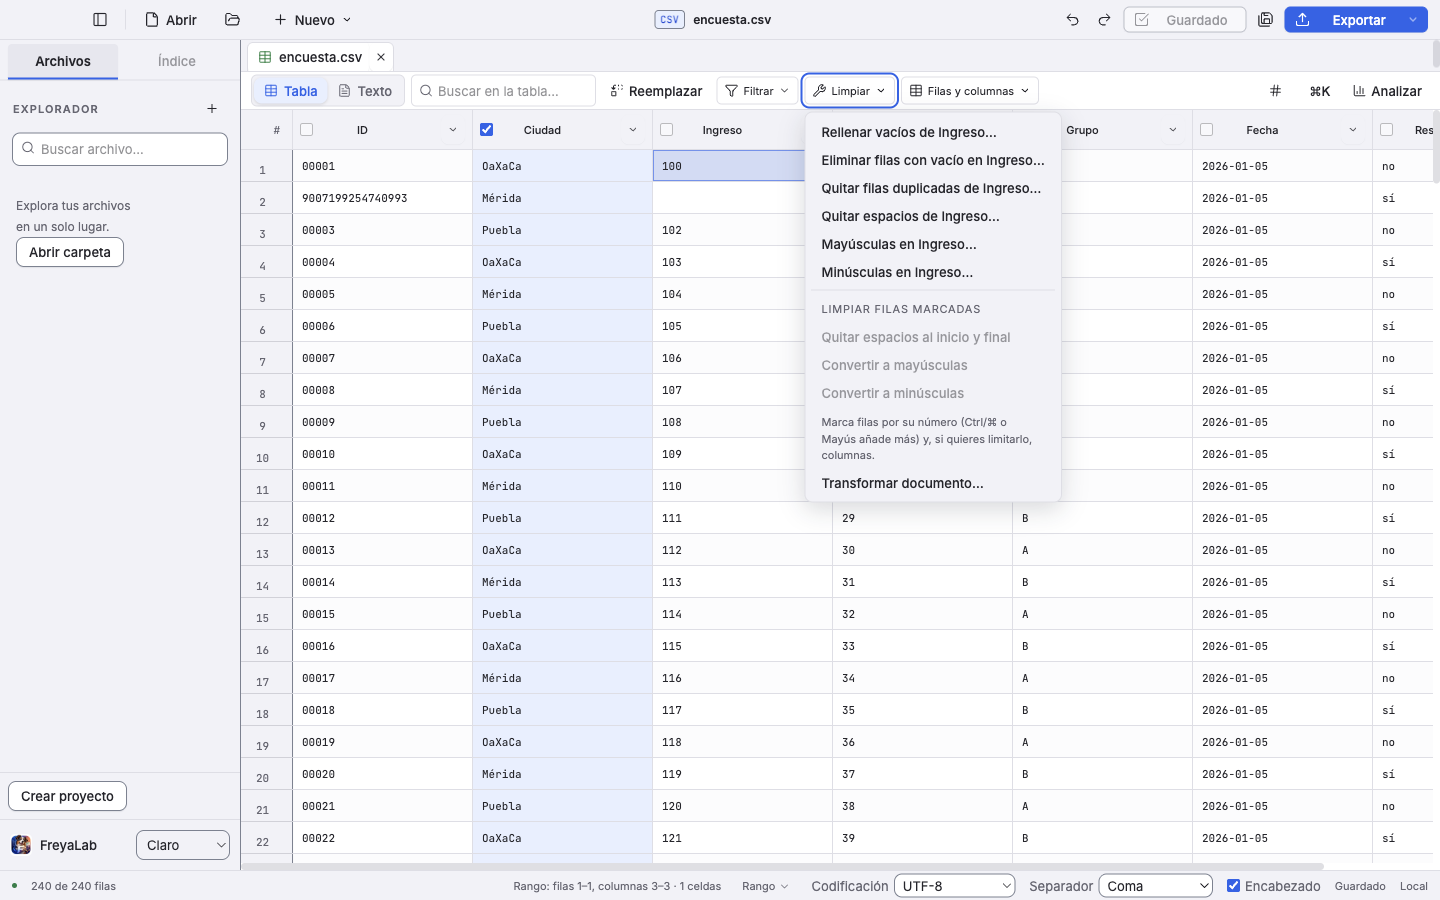 Abrir
Nuevo
CSV encuesta.csv
Guardado
Exportar
Archivos
Índice
EXPLORADOR
Buscar archivo...
Explora tus archivos
en un solo lugar.
Abrir carpeta
Crear proyecto
FreyaLab
Claro
encuesta.csv
Tabla
Texto
Buscar en la tabla...
Reemplazar
Filtrar
Limpiar
Filas y columnas
#
⌘K
Analizar
# ID Ciudad Ingreso Grupo Fecha Res
1 00001 OaXaCa 100 2026-01-05 no
2 9007199254740993 Mérida 2026-01-05 sí
3 00003 Puebla 102 2026-01-05 no
4 00004 OaXaCa 103 2026-01-05 sí
5 00005 Mérida 104 2026-01-05 no
6 00006 Puebla 105 2026-01-05 sí
7 00007 OaXaCa 106 2026-01-05 no
8 00008 Mérida 107 2026-01-05 sí
9 00009 Puebla 108 2026-01-05 no
10 00010 OaXaCa 109 2026-01-05 sí
11 00011 Mérida 110 2026-01-05 no
12 00012 Puebla 111 29 B 2026-01-05 sí
13 00013 OaXaCa 112 30 A 2026-01-05 no
14 00014 Mérida 113 31 B 2026-01-05 sí
15 00015 Puebla 114 32 A 2026-01-05 no
16 00016 OaXaCa 115 33 B 2026-01-05 sí
17 00017 Mérida 116 34 A 2026-01-05 no
18 00018 Puebla 117 35 B 2026-01-05 sí
19 00019 OaXaCa 118 36 A 2026-01-05 no
20 00020 Mérida 119 37 B 2026-01-05 sí
21 00021 Puebla 120 38 A 2026-01-05 no
22 00022 OaXaCa 121 39 B 2026-01-05 sí
Rellenar vacíos de Ingreso...
Eliminar filas con vacío en Ingreso...
Quitar filas duplicadas de Ingreso...
Quitar espacios de Ingreso...
Mayúsculas en Ingreso...
Minúsculas en Ingreso...
LIMPIAR FILAS MARCADAS
Quitar espacios al inicio y final
Convertir a mayúsculas
Convertir a minúsculas
Marca filas por su número (Ctrl/⌘ o
Mayús añade más) y, si quieres limitarlo,
columnas.
Transformar documento...
240 de 240 filas
Rango: filas 1–1, columnas 3–3 · 1 celdas
Rango
Codificación UTF-8
Separador Coma
Encabezado
Guardado
Local